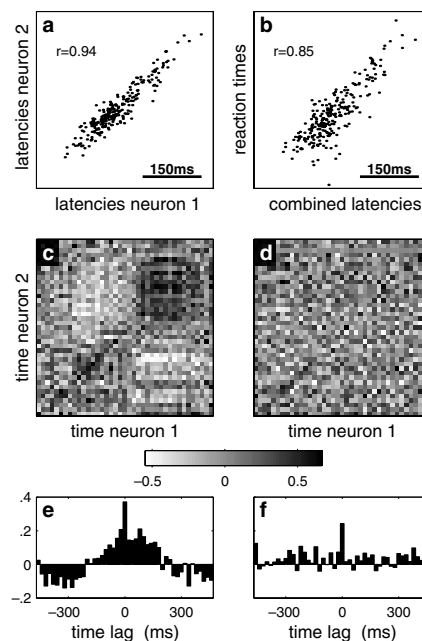 a
r=0.94
latencies neuron 2
150ms
latencies neuron 1
b
r=0.85
reaction times
150ms
combined latencies
c
time neuron 2
time neuron 1
d
time neuron 1
−0.5 0 0.5
e
.4
.2
0
−.2
−300 0 300
time lag (ms)
f
−300 0 300
time lag (ms)